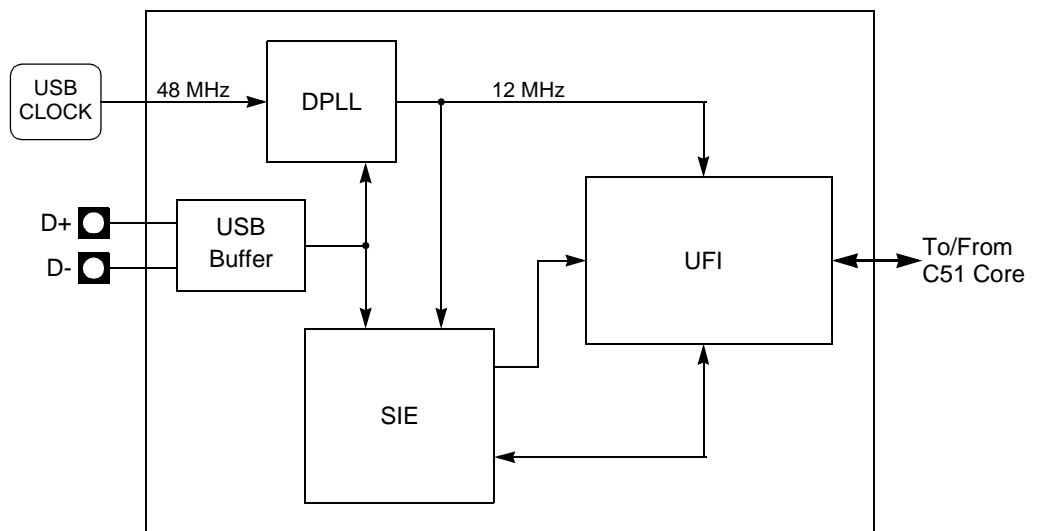 USB
CLOCK
48 MHz
DPLL
12 MHz
D+
D-
USB
Buffer
UFI
To/From
C51 Core
SIE